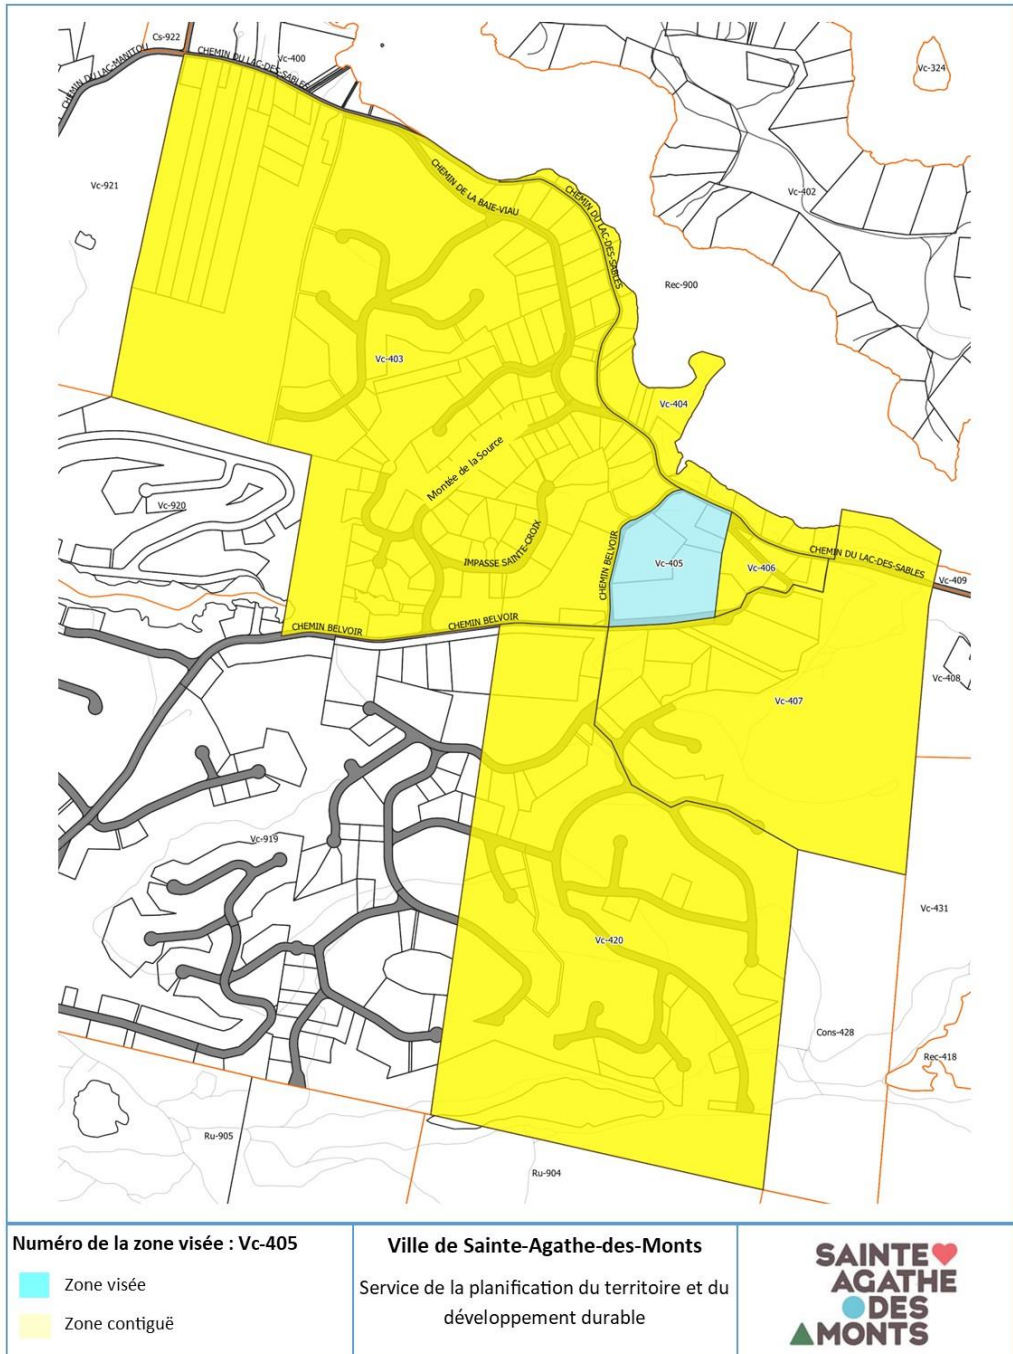 Cs-922
CHEMIN DU LAC-MANITOU
CHEMIN DU LAC-DES-SABLES
Vc-400
Vc-324
Vc-921
CHEMIN DE LA BAIE-VIAU
CHEMIN DU LAC-DES-SABLES
Vc-402
Rec-900
Vc-403
Vc-404
Montée de la Source
Vc-920
IMPASSE SAINTE-CROIX
CHEMIN BELVOIR
Vc-405
Vc-406
CHEMIN DU LAC-DES-SABLES
Vc-409
CHEMIN BELVOIR
CHEMIN BELVOIR
Vc-408
Vc-407
Vc-919
Vc-431
Vc-420
Cons-428
Rec-418
Ru-905
Ru-904
Numéro de la zone visée : Vc-405
Zone visée
Zone contiguë
Ville de Sainte-Agathe-des-Monts
Service de la planification du territoire et du
développement durable
SAINTE
AGATHE
DES
MONTS